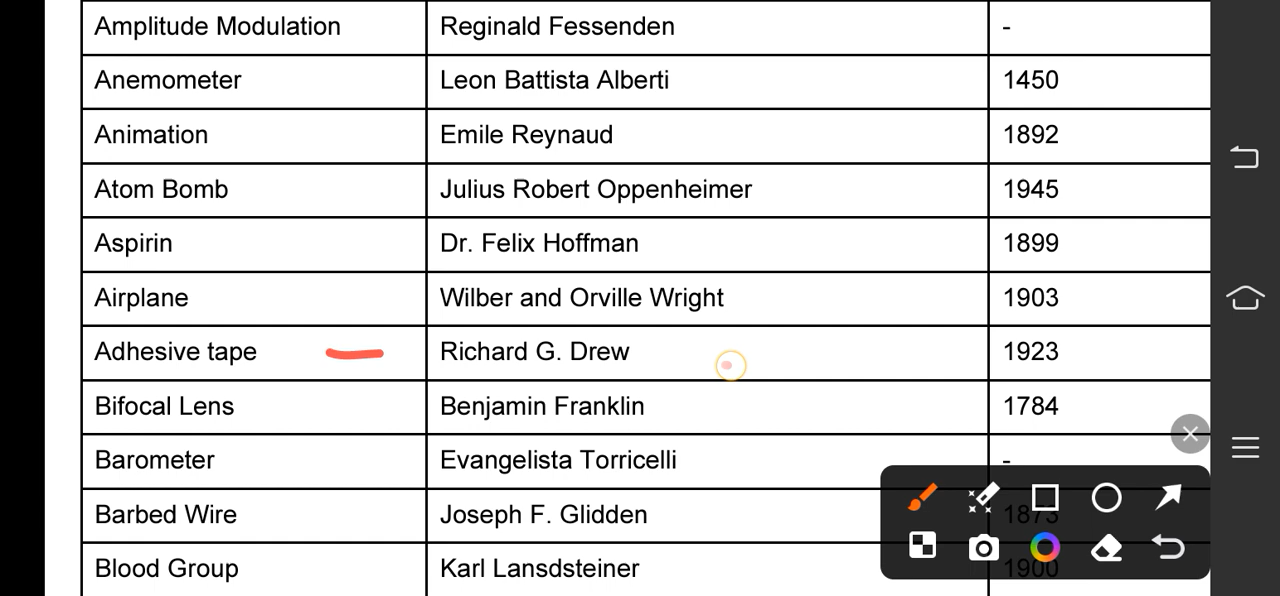 Amplitude Modulation Reginald Fessenden -
Anemometer Leon Battista Alberti 1450
Animation Emile Reynaud 1892
Atom Bomb Julius Robert Oppenheimer 1945
Aspirin Dr. Felix Hoffman 1899
Airplane Wilber and Orville Wright 1903
Adhesive tape Richard G. Drew 1923
Bifocal Lens Benjamin Franklin 1784
Barometer Evangelista Torricelli -
Barbed Wire Joseph F. Glidden 1873
Blood Group Karl Lansdsteiner 1900